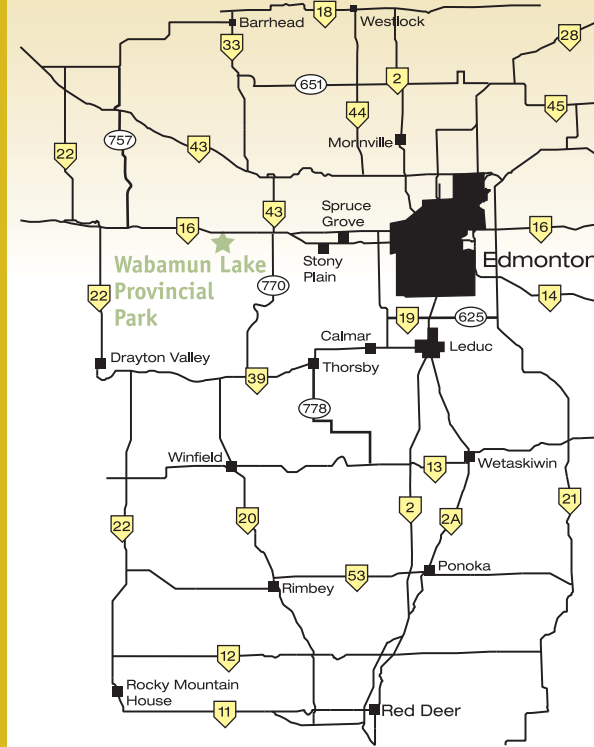 18
Barrhead
Westlock
33
28
651
2
44
45
757
43
Morinville
22
43
Spruce
Grove
16
16
Stony
Plain
Edmonton
Wabamun Lake
Provincial
Park
770
22
14
19
625
Calmar
Leduc
Drayton Valley
Thorsby
39
778
Winfield
13
Wetaskiwin
22
20
2
2A
21
53
Ponoka
Rimbey
12
Rocky Mountain
House
11
Red Deer